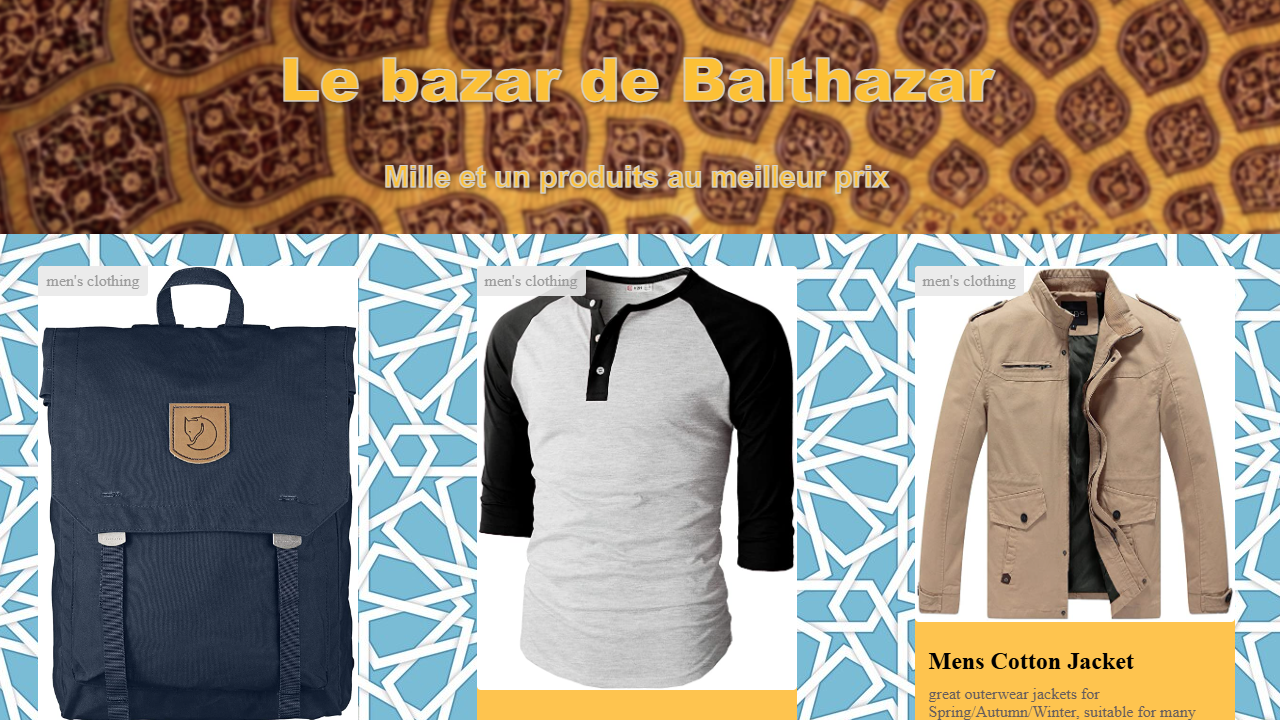 Le bazar de Balthazar
Mille et un produits au meilleur prix
men's clothing
men's clothing
men's clothing
Mens Cotton Jacket
great outerwear jackets for
Spring/Autumn/Winter, suitable for many